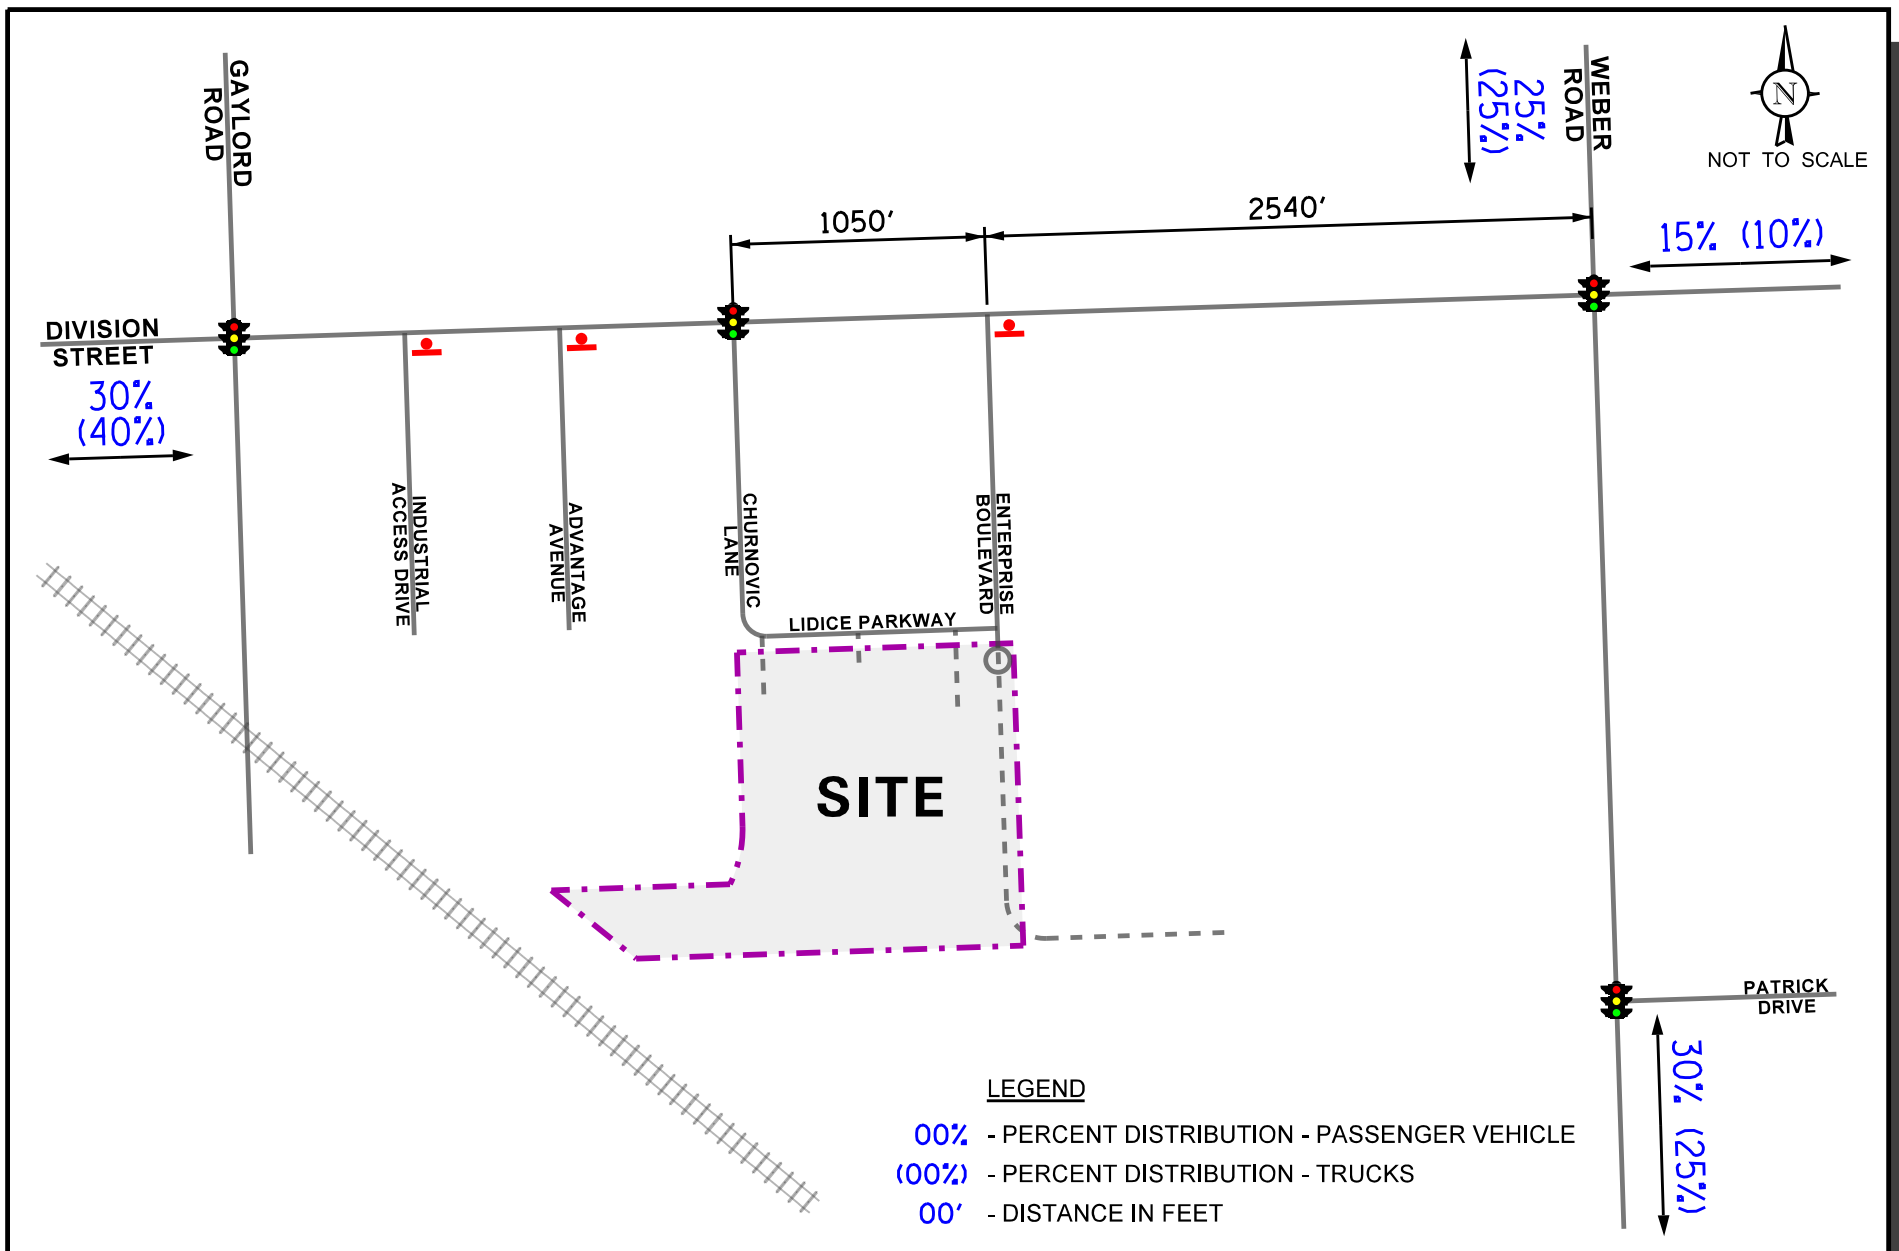 GAYLORD
ROAD
25%
(25%)
WEBER
ROAD
N
NOT TO SCALE
1050'
2540'
15% (10%)
DIVISION
STREET
30%
(40%)
INDUSTRIAL
ACCESS DRIVE
ADVANTAGE
AVENUE
CHURNOVIC
LANE
ENTERPRISE
BOULEVARD
LIDICE PARKWAY
SITE
PATRICK
DRIVE
30% (25%)
LEGEND
00% - PERCENT DISTRIBUTION - PASSENGER VEHICLE
(00%) - PERCENT DISTRIBUTION - TRUCKS
00' - DISTANCE IN FEET